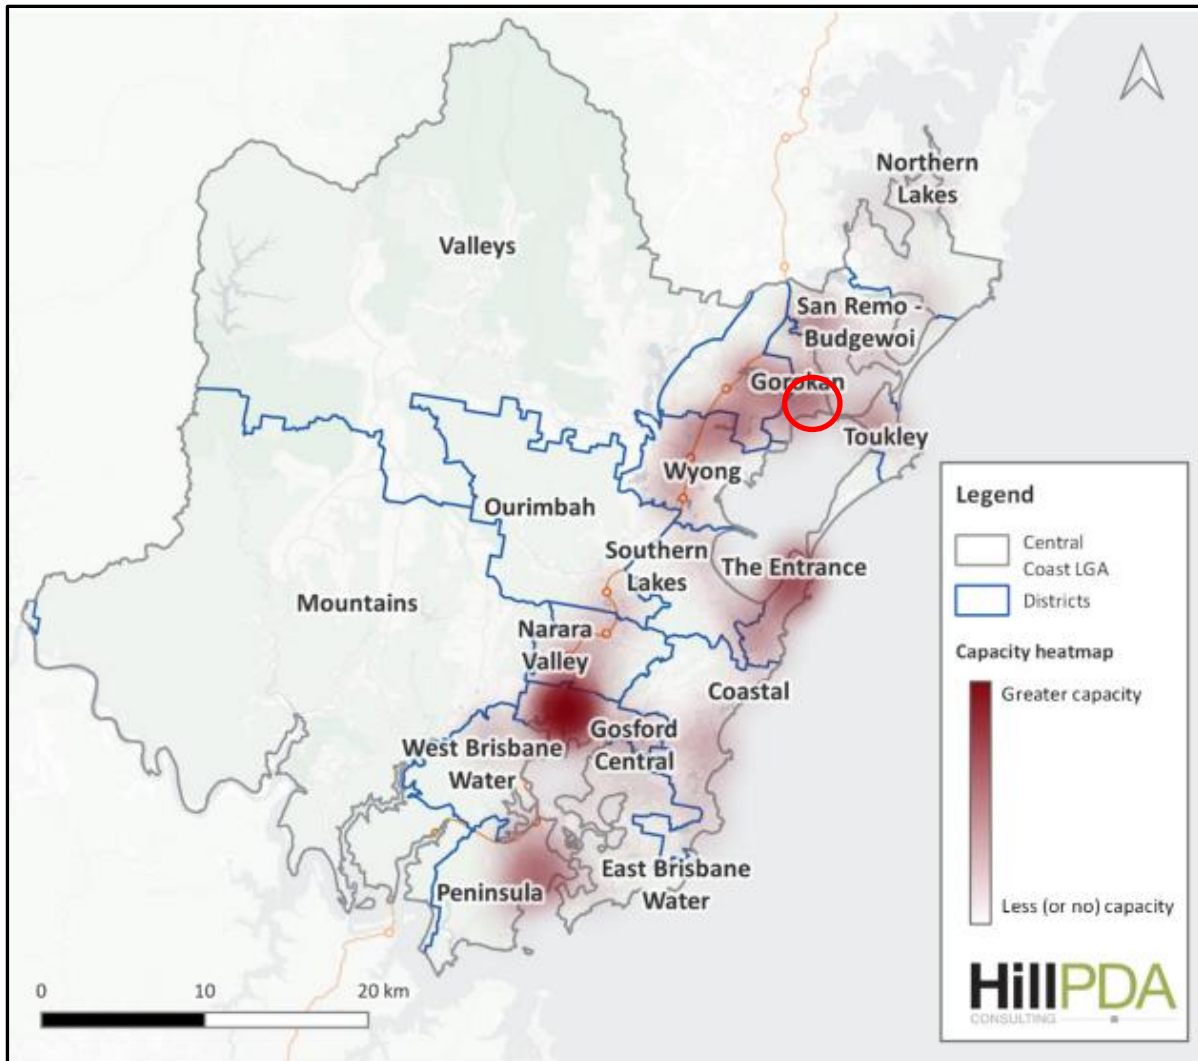 Northern
Lakes
Valleys
San Remo -
Budgewoi
Gorokan
Toukley
Wyong
Ourimbah
Southern
Lakes
The Entrance
Mountains
Narara
Valley
Coastal
Gosford
Central
West Brisbane
Water
East Brisbane
Water
Peninsula
0 10 20 km
Legend
Central
Coast LGA
Districts
Capacity heatmap
Greater capacity
Less (or no) capacity
HillPDA
CONSULTING